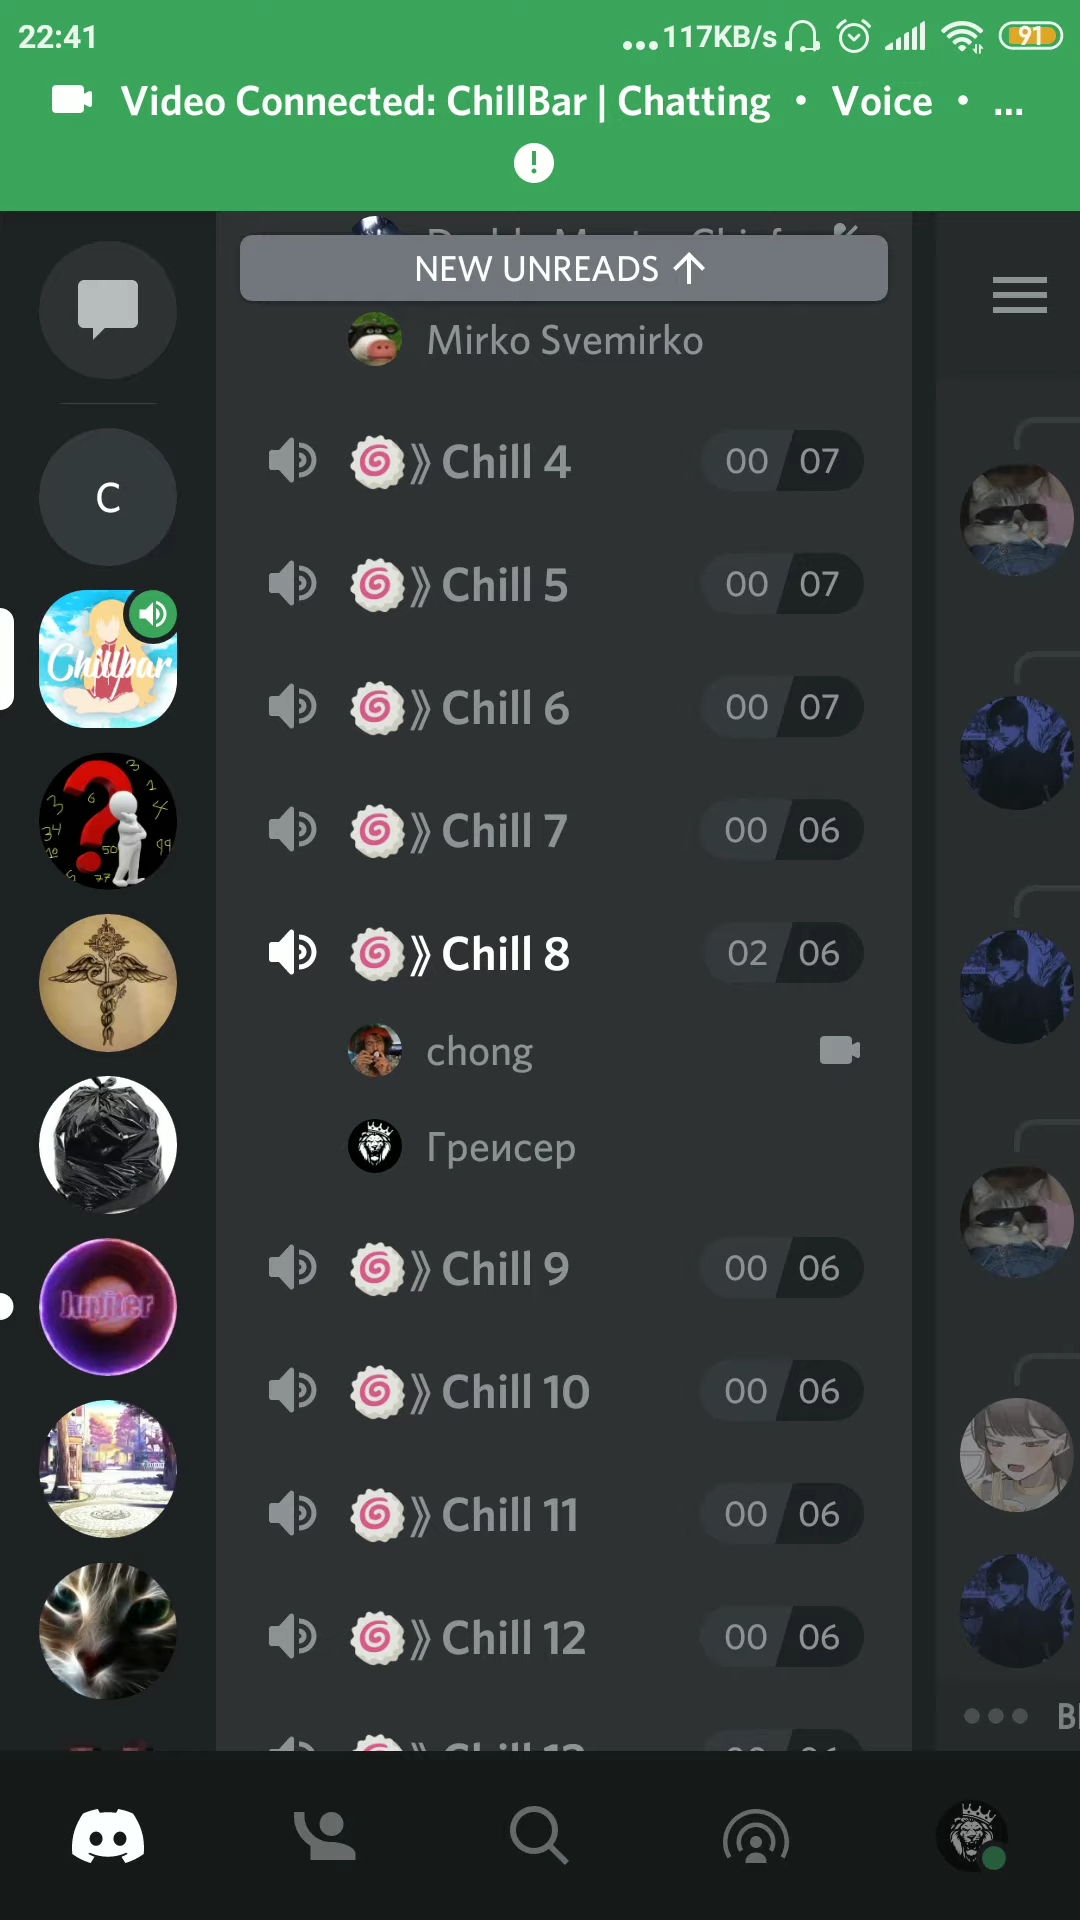 22:41
...117KB/s
91
Video Connected: ChillBar | Chatting • Voice • ...
NEW UNREADS ↑
Mirko Svemirko
Chill 4 00 07
C
Chill 5 00 07
Chillbar
Chill 6 00 07
Chill 7 00 06
Chill 8 02 06
chong
Греисер
Chill 9 00 06
Jupiter
Chill 10 00 06
Chill 11 00 06
Chill 12 00 06